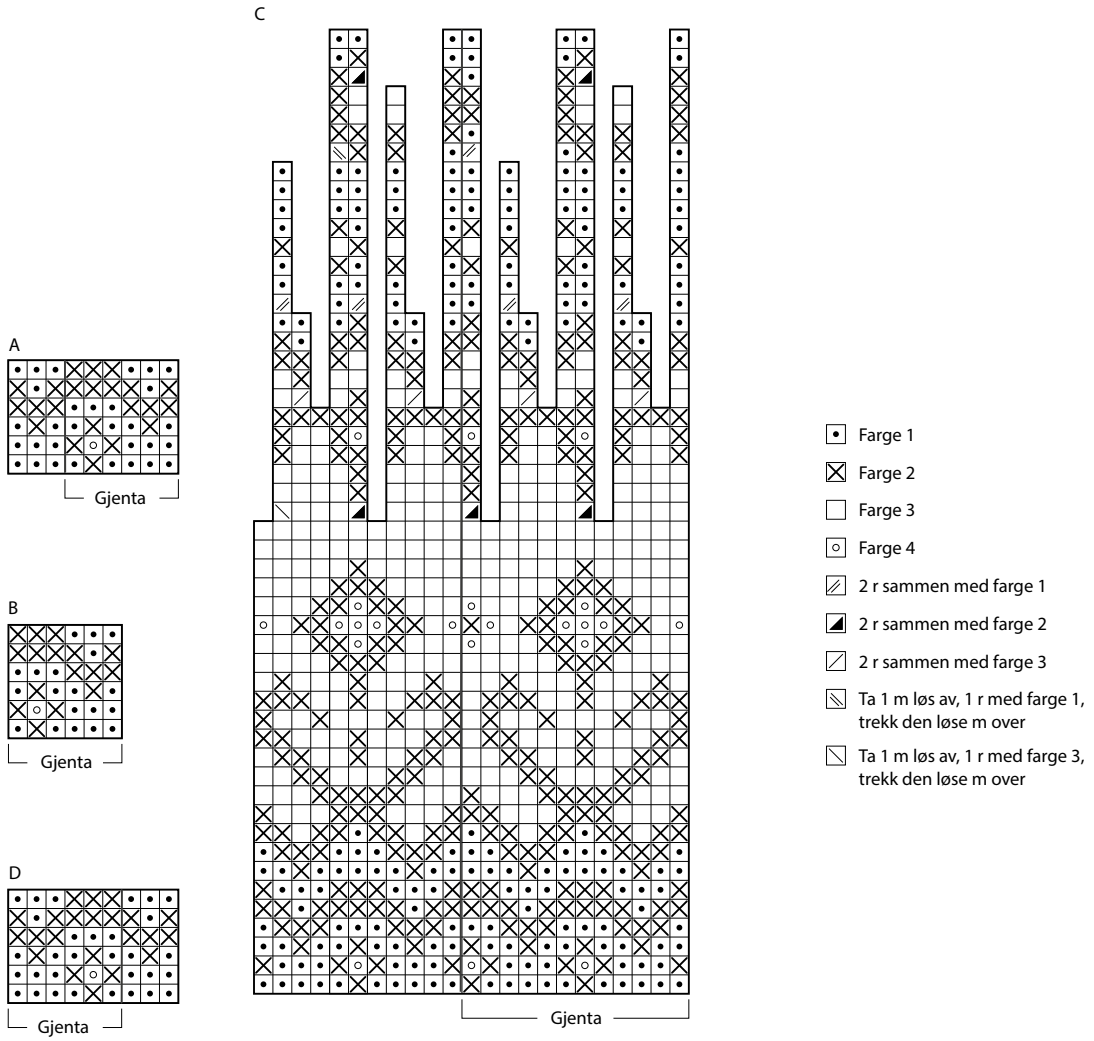 C
A
Gjenta
B
Gjenta
D
Gjenta
Gjenta
Farge 1
Farge 2
Farge 3
Farge 4
2 r sammen med farge 1
2 r sammen med farge 2
2 r sammen med farge 3
Ta 1 m løs av, 1 r med farge 1,
trekk den løse m over
Ta 1 m løs av, 1 r med farge 3,
trekk den løse m over